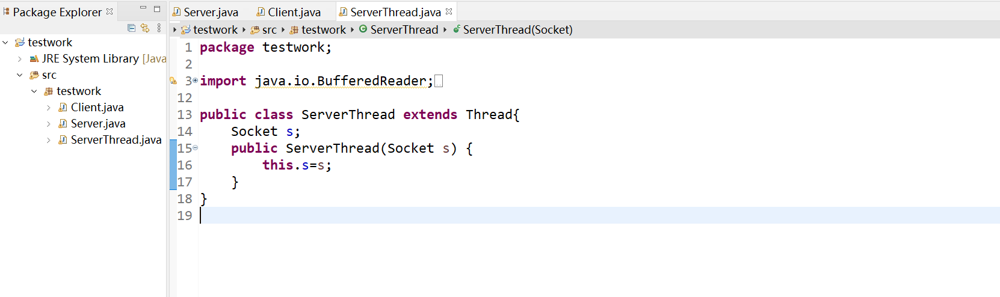 Package Explorer
testwork
JRE System Library [Java
src
testwork
Client.java
Server.java
ServerThread.java
Server.java Client.java ServerThread.java
testwork src testwork ServerThread ServerThread(Socket)
1 package testwork;
2
3 import java.io.BufferedReader;
12
13 public class ServerThread extends Thread{
14 Socket s;
15 public ServerThread(Socket s) {
16 this.s=s;
17 }
18 }
19